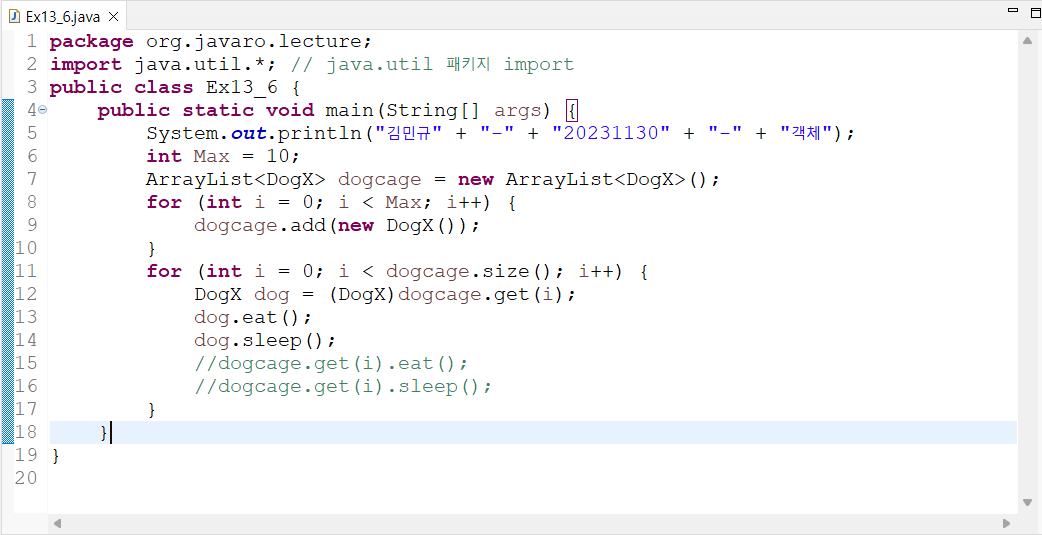 Ex13_6.java
1 package org.javaro.lecture;
2 import java.util.*; // java.util 패키지 import
3 public class Ex13_6 {
4 public static void main(String[] args) {
5 System.out.println("김민규" + "-" + "20231130" + "-" + "객체");
6 int Max = 10;
7 ArrayList<DogX> dogcage = new ArrayList<DogX>();
8 for (int i = 0; i < Max; i++) {
9 dogcage.add(new DogX());
10 }
11 for (int i = 0; i < dogcage.size(); i++) {
12 DogX dog = (DogX)dogcage.get(i);
13 dog.eat();
14 dog.sleep();
15 //dogcage.get(i).eat();
16 //dogcage.get(i).sleep();
17 }
18 }
19 }
20